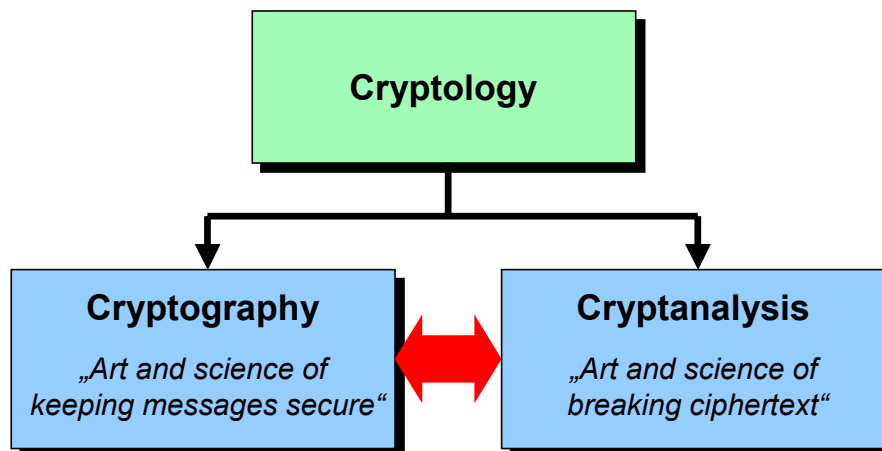 Cryptology
Cryptography
„Art and science of
keeping messages secure“
Cryptanalysis
„Art and science of
breaking ciphertext“